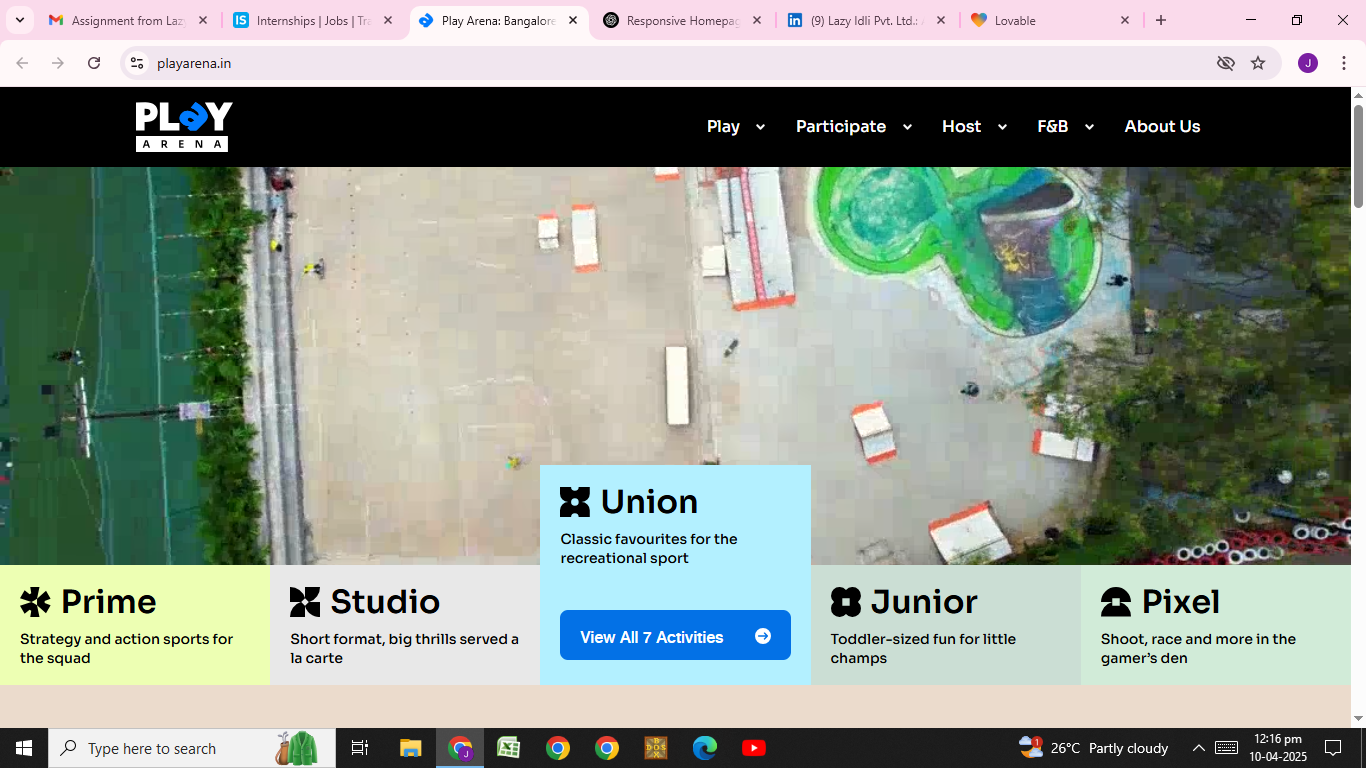 Assignment from Lazy
Internships | Jobs | Tra
Play Arena: Bangalore
Responsive Homepag
(9) Lazy Idli Pvt. Ltd.:
Lovable
playarena.in
J
PLAY
ARENA
Play
Participate
Host
F&B
About Us
Union
Classic favourites for the
recreational sport
View All 7 Activities
Prime
Strategy and action sports for
the squad
Studio
Short format, big thrills served a
la carte
Junior
Toddler-sized fun for little
champs
Pixel
Shoot, race and more in the
gamer's den
Type here to search
26°C Partly cloudy
12:16 pm
10-04-2025